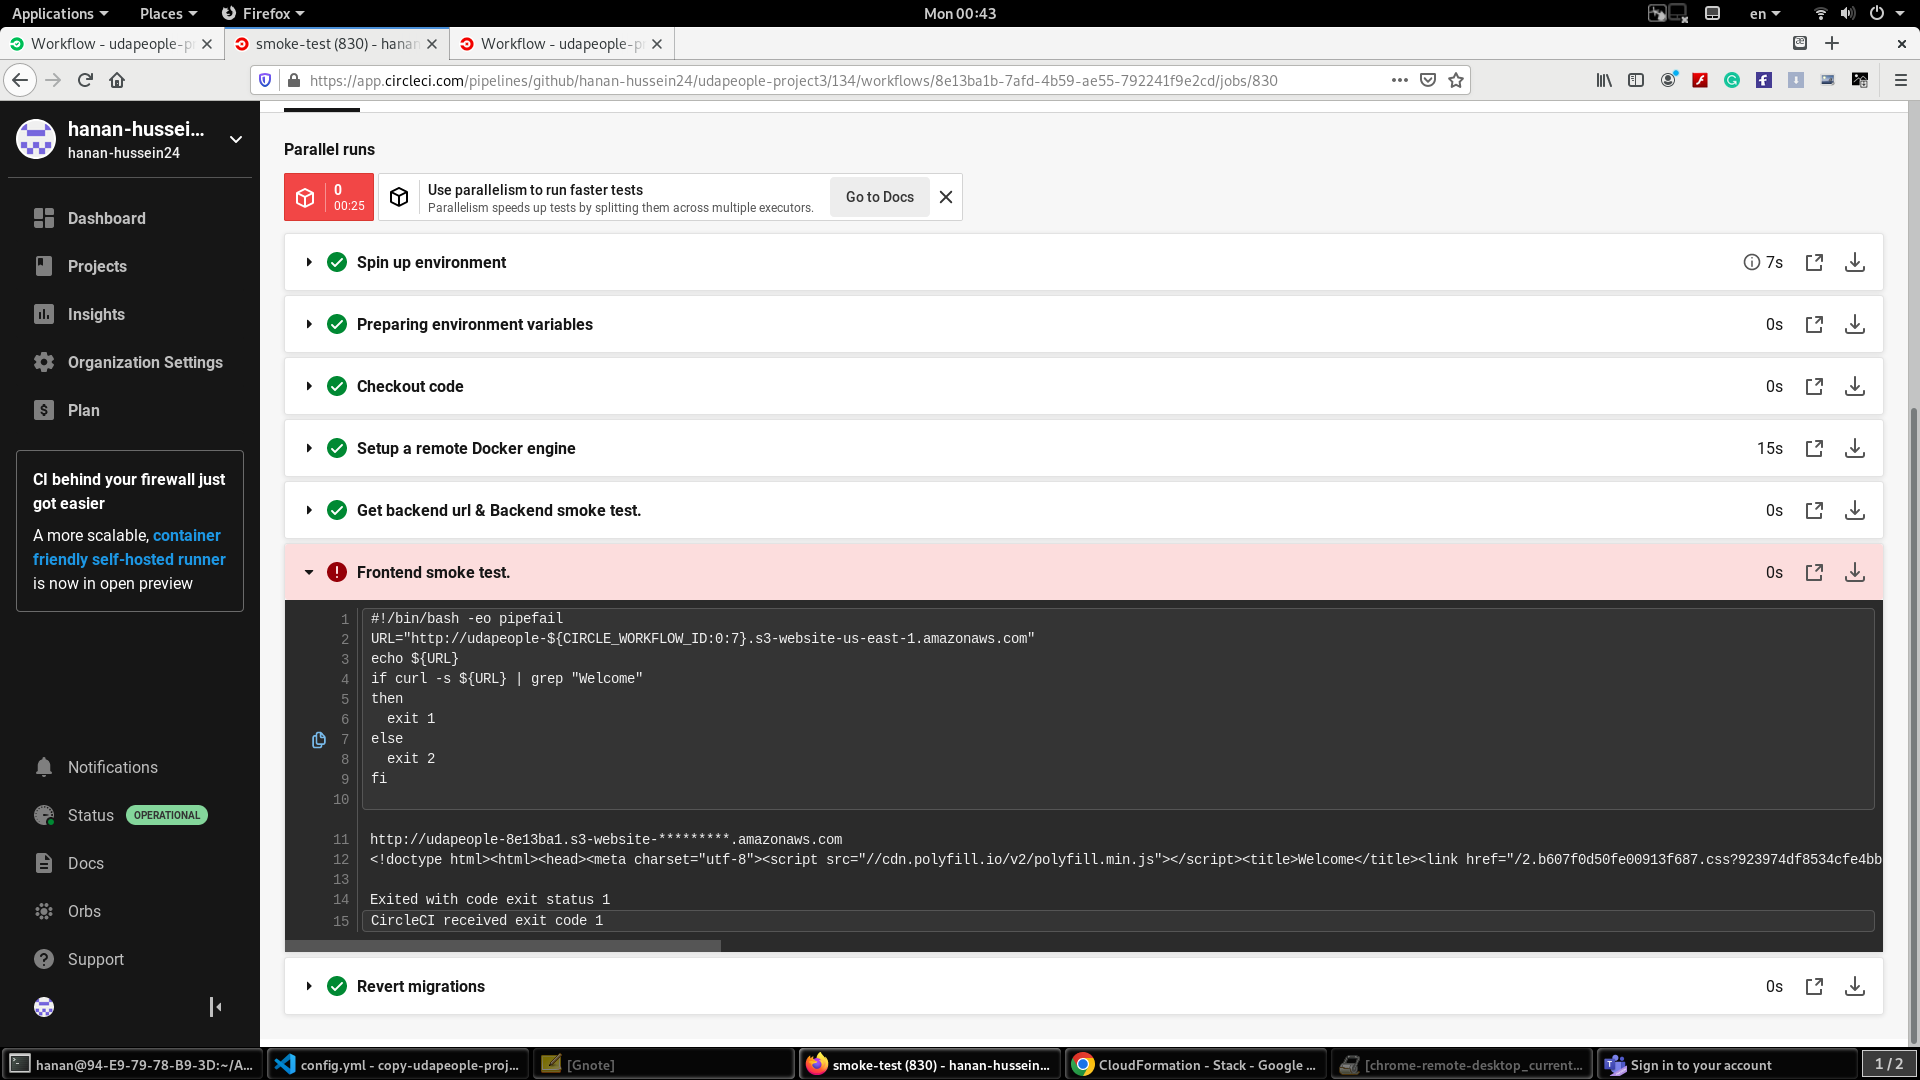 Applications
Places
Firefox
Mon 00:43
en
Workflow - udapeople-pr
smoke-test (830) - hanan
Workflow - udapeople-p
https://app.circleci.com/pipelines/github/hanan-hussein24/udapeople-project3/134/workflows/8e13ba1b-7afd-4b59-ae55-792241f9e2cd/jobs/830
hanan-hussei...
hanan-hussein24
Dashboard
Projects
Insights
Organization Settings
Plan
CI behind your firewall just
got easier
A more scalable, container
friendly self-hosted runner
is now in open preview
Notifications
Status OPERATIONAL
Docs
Orbs
Support
Parallel runs
0
00:25
Use parallelism to run faster tests
Parallelism speeds up tests by splitting them across multiple executors.
Go to Docs
Spin up environment 7s
Preparing environment variables 0s
Checkout code 0s
Setup a remote Docker engine 15s
Get backend url & Backend smoke test. 0s
Frontend smoke test. 0s
1 #!/bin/bash -eo pipefail
2 URL="http://udapeople-${CIRCLE_WORKFLOW_ID:0:7}.s3-website-us-east-1.amazonaws.com"
3 echo ${URL}
4 if curl -s ${URL} | grep "Welcome"
5 then
6 exit 1
7 else
8 exit 2
9 fi
10
11 http://udapeople-8e13ba1.s3-website-*********.amazonaws.com
12 <!doctype html><html><head><meta charset="utf-8"><script src="//cdn.polyfill.io/v2/polyfill.min.js"></script><title>Welcome</title><link href="/2.b607f0d50fe00913f687.css?923974df8534cfe4bb
13
14 Exited with code exit status 1
15 CircleCI received exit code 1
Revert migrations 0s
hanan@94-E9-79-78-B9-3D:~/A...
config.yml - copy-udapeople-proj...
[Gnote]
smoke-test (830) - hanan-hussein...
CloudFormation - Stack - Google ...
[chrome-remote-desktop_current...
Sign in to your account
1 / 2